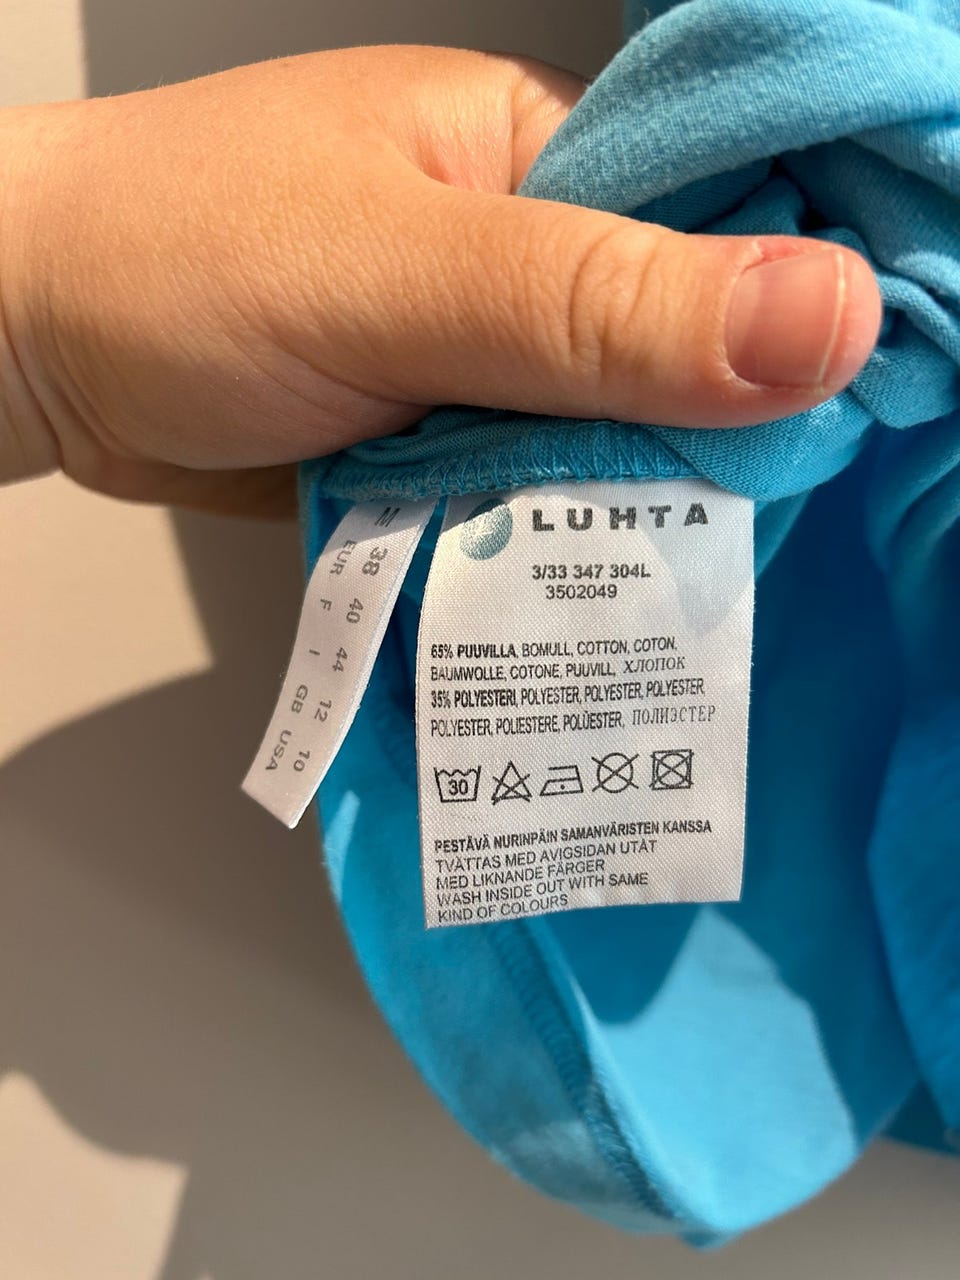 LUHTA
3/33 347 304L
3502049
65% PUUVILLA, BOMULL, COTTON, COTON,
BAUMWOLLE, COTONE, PUUVILL, ХЛОПОК
35% POLYESTERI, POLYESTER, POLYESTER, POLYESTER,
POLYESTER, POLIESTERE, POLÜESTER, ПОЛИЭСТЕР
30
PESTÄVÄ NURINPÄIN SAMANVÄRISTEN KANSSA
TVÄTTAS MED AVIGSIDAN UTÅT
MED LIKNANDE FÄRGER
WASH INSIDE OUT WITH SAME
KIND OF COLOURS
M
38 40 44 12 10
EUR F I GB USA